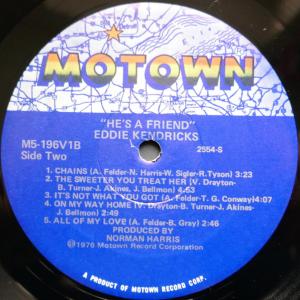 MOTOWN
"HE'S A FRIEND"
EDDIE KENDRICKS
M5-196V1B
2554-S
Side Two
1. CHAINS (A. Felder-N. Harris-W. Sigler-R.Tyson) 3:23
2. THE SWEETER YOU TREAT HER (V. Drayton-
B. Turner-J. Akines, J. Bellmon) 4:53
3. IT'S NOT WHAT YOU GOT (A. Felder-T. G. Conway)4:07
4. ON MY WAY HOME (V. Drayton-B. Turner-J. Akines-
J. Bellmon) 2:49
5. ALL OF MY LOVE (A. Felder-B. Gray) 2:46
PRODUCED BY
NORMAN HARRIS
℗1976 Motown Record Corporation
A PRODUCT OF MOTOWN RECORD CORP.